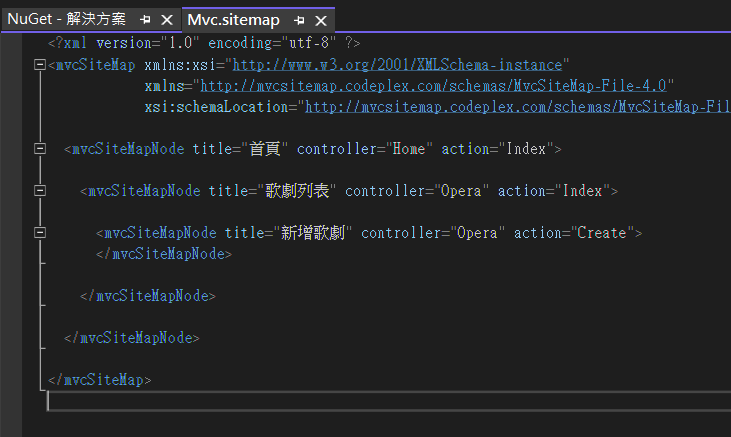 NuGet - 解決方案
Mvc.sitemap
<?xml version="1.0" encoding="utf-8" ?>
<mvcSiteMap xmlns:xsi="http://www.w3.org/2001/XMLSchema-instance"
xmlns="http://mvcsitemap.codeplex.com/schemas/MvcSiteMap-File-4.0"
xsi:schemaLocation="http://mvcsitemap.codeplex.com/schemas/MvcSiteMap-Fil
<mvcSiteMapNode title="首頁" controller="Home" action="Index">
<mvcSiteMapNode title="歌劇列表" controller="Opera" action="Index">
<mvcSiteMapNode title="新增歌劇" controller="Opera" action="Create">
</mvcSiteMapNode>
</mvcSiteMapNode>
</mvcSiteMapNode>
</mvcSiteMap>